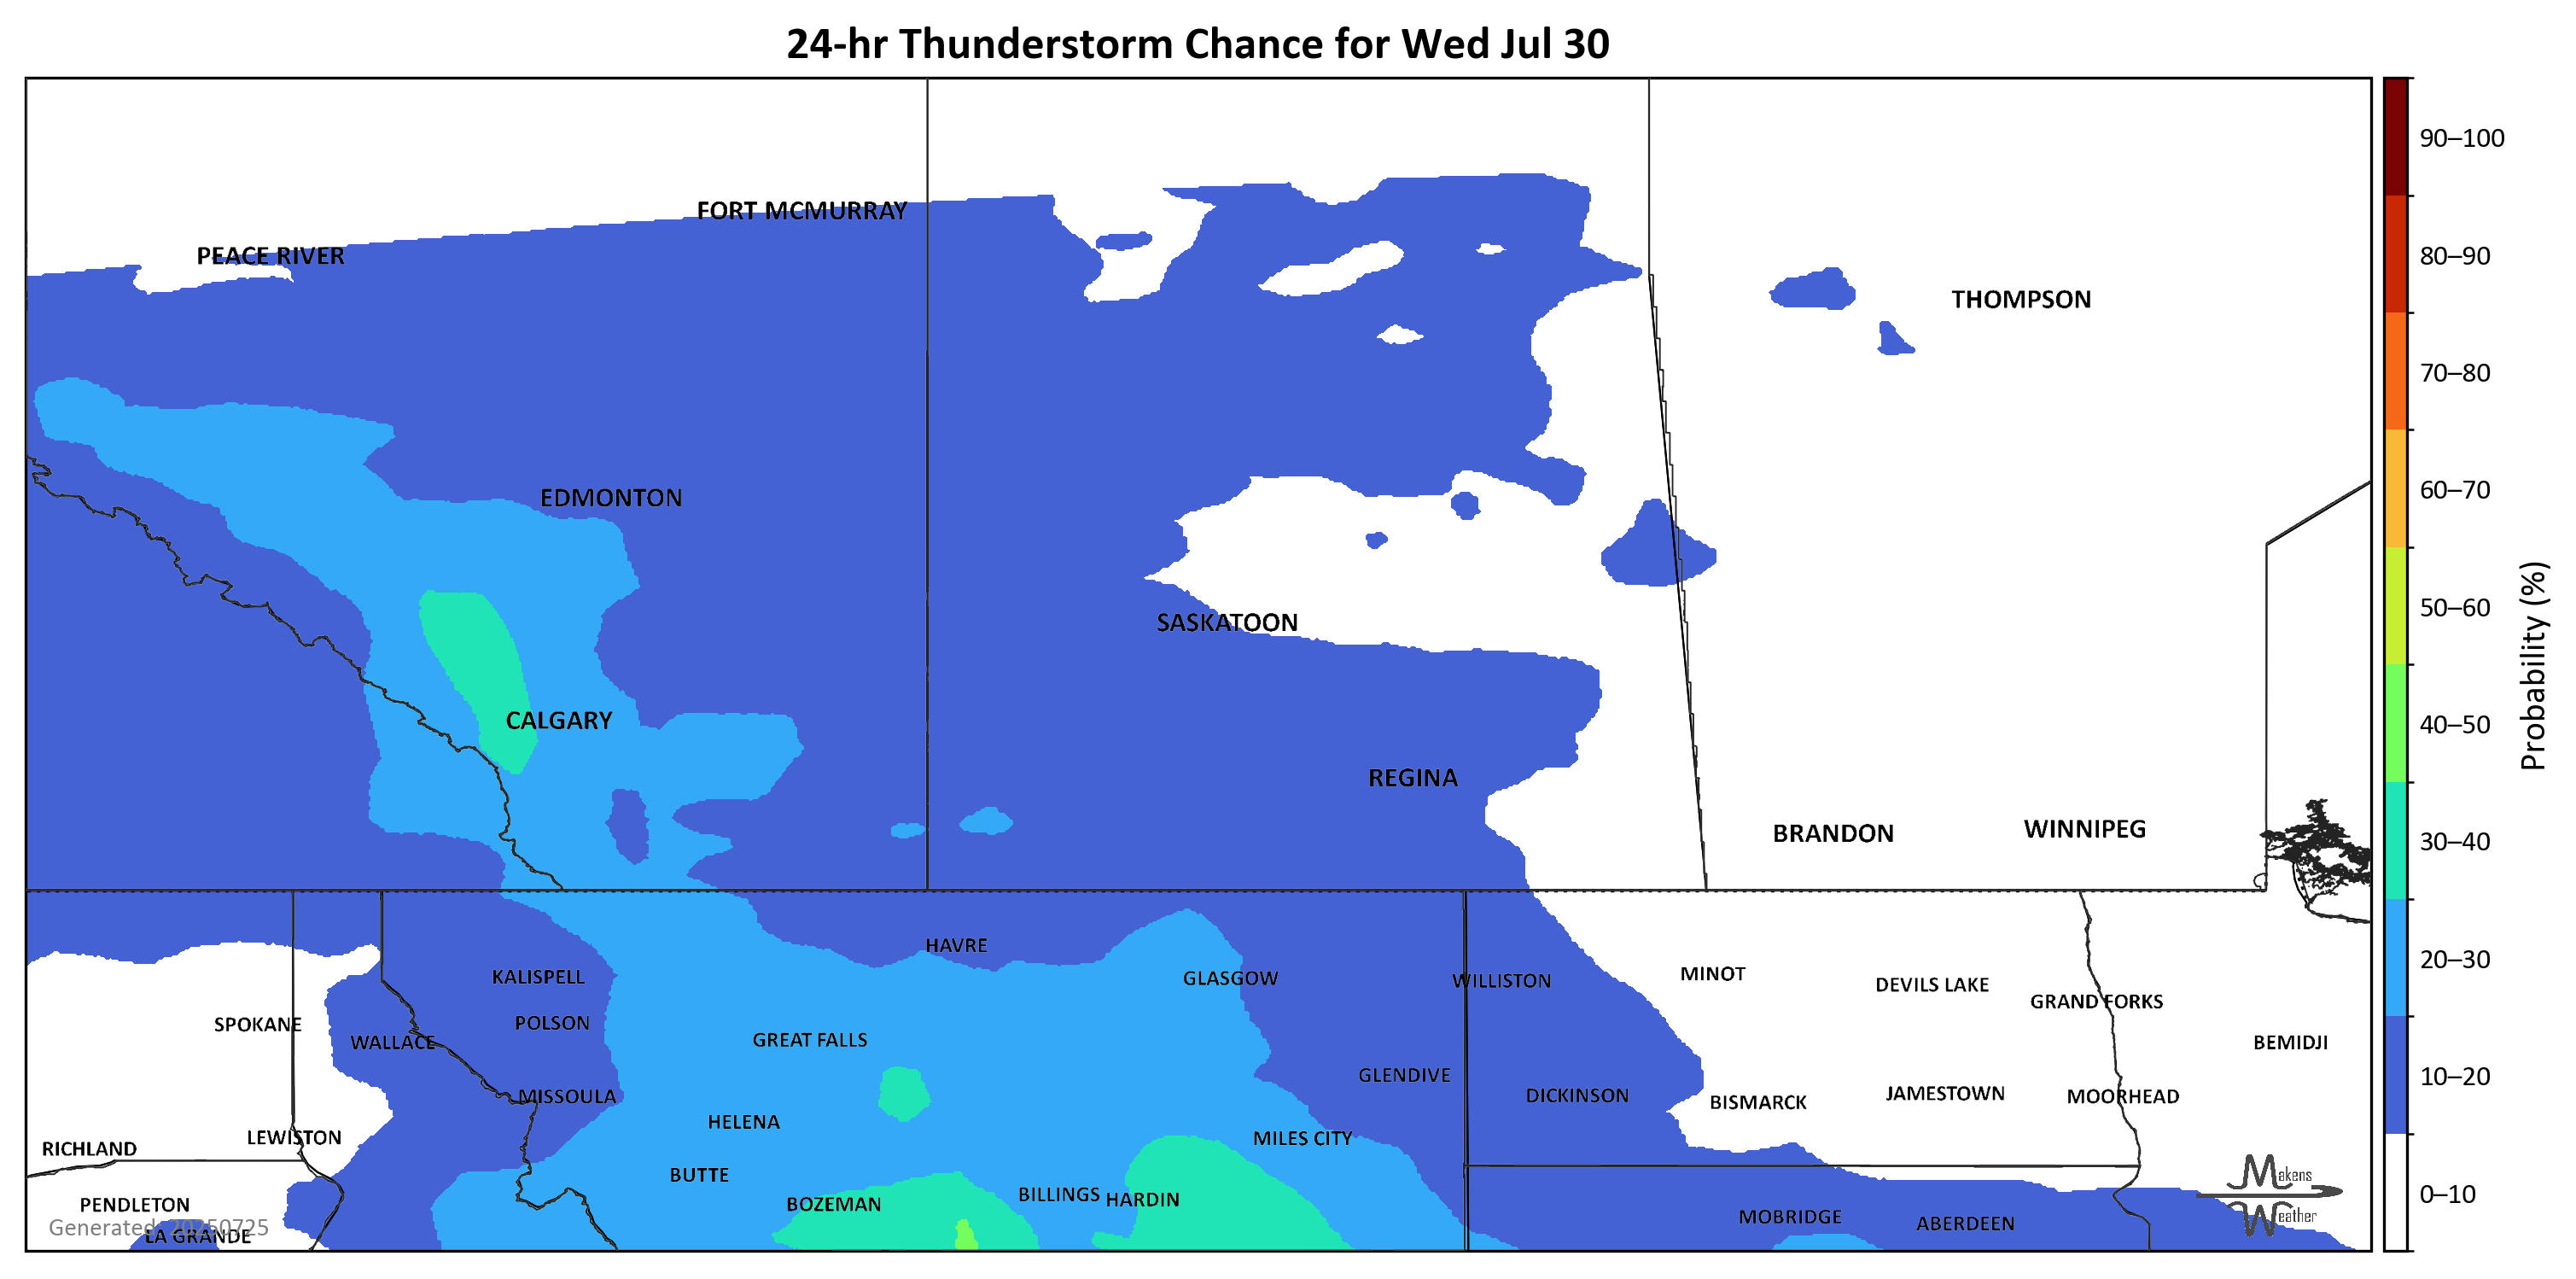 24-hr Thunderstorm Chance for Wed Jul 30
90–100
FORT MCMURRAY
PEACE RIVER
80–90
THOMPSON
70–80
60–70
EDMONTON
50–60
SASKATOON
Probability (%)
CALGARY
40–50
REGINA
BRANDON
WINNIPEG
30–40
HAVRE
20–30
KALISPELL
GLASGOW
WILLISTON
MINOT
DEVILS LAKE
GRAND FORKS
SPOKANE
POLSON
WALLACE
GREAT FALLS
BEMIDJI
GLENDIVE
10–20
MISSOULA
DICKINSON
BISMARCK
JAMESTOWN
MOORHEAD
HELENA
LEWISTON
MILES CITY
RICHLAND
BUTTE
Makens
Weather
BILLINGS
HARDIN
0–10
PENDLETON
BOZEMAN
MOBRIDGE
ABERDEEN
Generated: 20250725
LA GRANDE